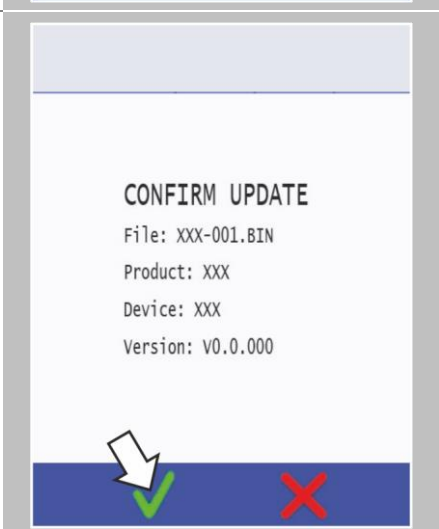 CONFIRM UPDATE
File: XXX-001.BIN
Product: XXX
Device: XXX
Version: V0.0.000